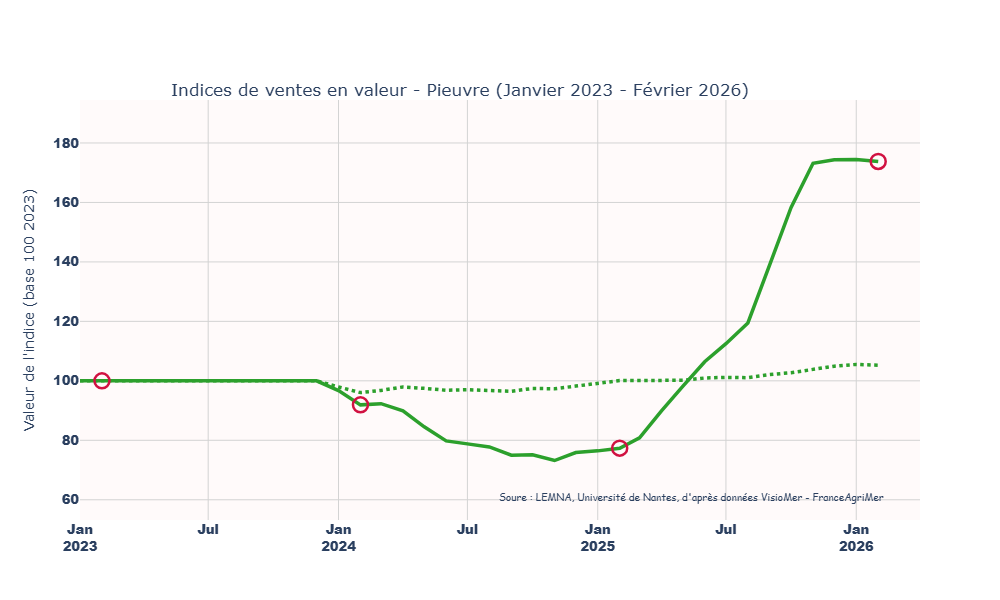 Indices de ventes en valeur - Pieuvre (Janvier 2023 - Février 2026)
Valeur de l'indice (base 100 2023)
180
160
140
120
100
80
60
Soure : LEMNA, Université de Nantes, d'après données VisioMer - FranceAgriMer
Jan Jul Jan Jul Jan Jul Jan
2023 2024 2025 2026